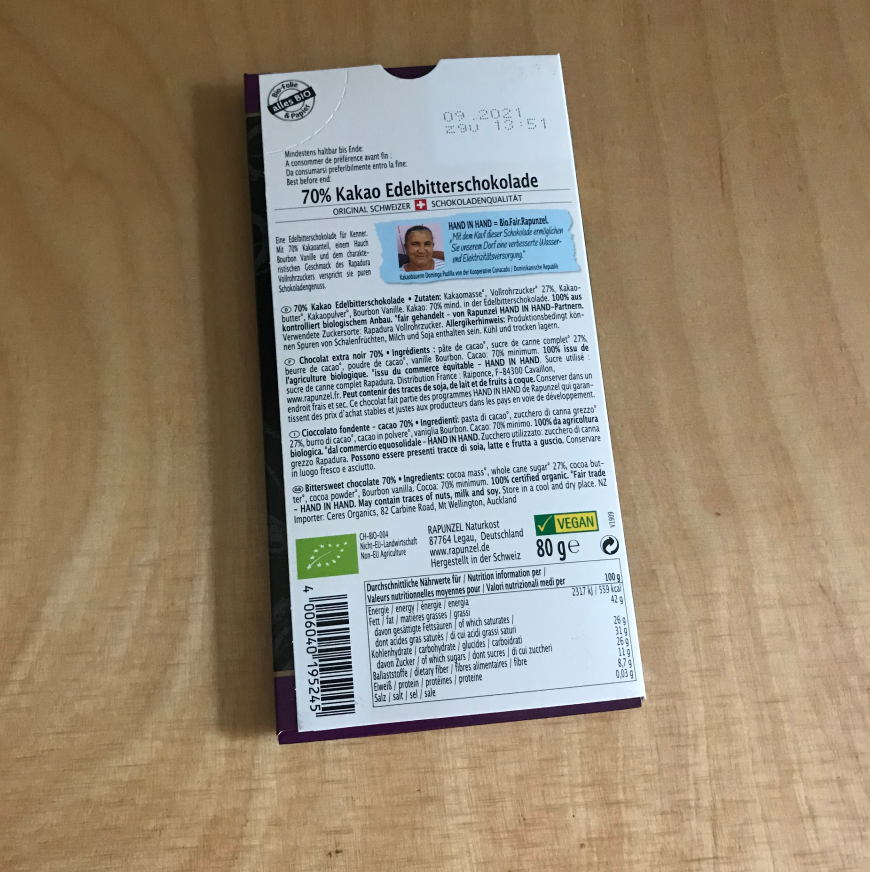 Bio-Folie
alles BIO
& Papier
09.2021
Z90 13:51
Mindestens haltbar bis Ende:
A consommer de préférence avant fin :
Da consumarsi preferibilmente entro la fine:
Best before end:
70% Kakao Edelbitterschokolade
ORIGINAL SCHWEIZER SCHOKOLADENQUALITÄT
Eine Edelbitterschokolade für Kenner.
Mit 70% Kakaoanteil, einem Hauch
Bourbon Vanille und dem charakte-
ristischen Geschmack des Rapadura
Vollrohrzuckers verspricht sie puren
Schokoladengenuss.
HAND IN HAND = Bio.Fair.Rapunzel.
„Mit dem Kauf dieser Schokolade ermöglichen
Sie unserem Dorf eine verbesserte Wasser-
und Elektrizitätsversorgung.“
Kakaobäuerin Dominga Padilla von der Kooperative Conacado / Dominikanische Republik
D 70% Kakao Edelbitterschokolade • Zutaten: Kakaomasse°, Vollrohrzucker° 27%, Kakao-
butter°, Kakaopulver°, Bourbon Vanille. Kakao: 70% mind. in der Edelbitterschokolade. 100% aus
kontrolliert biologischem Anbau. °fair gehandelt - von Rapunzel HAND IN HAND-Partnern.
Verwendete Zuckersorte: Rapadura Vollrohrzucker. Allergikerhinweis: Produktionsbedingt kön-
nen Spuren von Schalenfrüchten, Milch und Soja enthalten sein. Kühl und trocken lagern.
F Chocolat extra noir 70% • Ingrédients : pâte de cacao°, sucre de canne complet° 27%,
beurre de cacao°, poudre de cacao°, vanille Bourbon. Cacao: 70% minimum. 100% issu de
l'agriculture biologique. °issu du commerce équitable - HAND IN HAND. Sucre utilisé :
sucre de canne complet Rapadura. Distribution France : Raiponce, F-84300 Cavaillon,
www.rapunzel.fr. Peut contenir des traces de soja, de lait et de fruits à coque. Conserver dans un
endroit frais et sec. Ce chocolat fait partie des programmes HAND IN HAND de Rapunzel qui garan-
tissent des prix d'achat stables et justes aux producteurs dans les pays en voie de développement.
I Cioccolato fondente - cacao 70% • Ingredienti: pasta di cacao°, zucchero di canna grezzo°
27%, burro di cacao°, cacao in polvere°, vaniglia Bourbon. Cacao: 70% minimo. 100% da agricoltura
biologica. °dal commercio equosolidale - HAND IN HAND. Zucchero utilizzato: zucchero di canna
grezzo Rapadura. Possono essere presenti tracce di soia, latte e frutta a guscio. Conservare
in luogo fresco e asciutto.
GB Bittersweet chocolate 70% • Ingredients: cocoa mass°, whole cane sugar° 27%, cocoa but-
ter°, cocoa powder°, Bourbon vanilla. Cocoa: 70% minimum. 100% certified organic. °Fair trade
- HAND IN HAND. May contain traces of nuts, milk and soy. Store in a cool and dry place. NZ
Importer: Ceres Organics, 82 Carbine Road, Mt Wellington, Auckland
CH-BIO-004
Nicht-EU-Landwirtschaft
Non-EU Agriculture
RAPUNZEL Naturkost
87764 Legau, Deutschland
www.rapunzel.de
Hergestellt in der Schweiz
VEGAN
80 g e
V1909
Durchschnittliche Nährwerte für / Nutrition information per /
Valeurs nutritionnelles moyennes pour / Valori nutrizionali medi per 100 g
Energie / energy / énergie / energia 2317 kJ / 559 kcal
Fett / fat / matières grasses / grassi 42 g
davon gesättigte Fettsäuren / of which saturates /
dont acides gras saturés / di cui acidi grassi saturi 26 g
Kohlenhydrate / carbohydrate / glucides / carboidrati 31 g
davon Zucker / of which sugars / dont sucres / di cui zuccheri 26 g
Ballaststoffe / dietary fiber / fibres alimentaires / fibre 11 g
Eiweiß / protein / protéines / proteine 8,7 g
Salz / salt / sel / sale 0,03 g
4 006040 195245